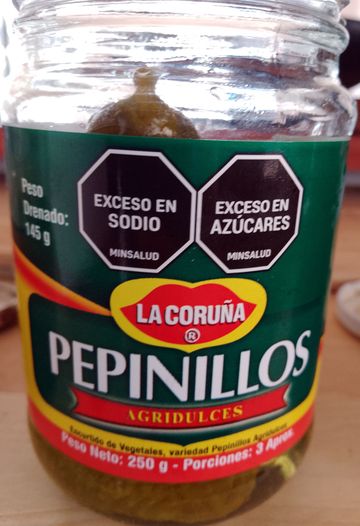 EXCESO EN
SODIO
MINSALUD
EXCESO EN
AZÚCARES
MINSALUD
Peso
Drenado:
145 g
LA CORUÑA
®
PEPINILLOS
AGRIDULCES
Encurtido de Vegetales, variedad Pepinillos Agridulces
Peso Neto: 250 g - Porciones: 3 Aprox.